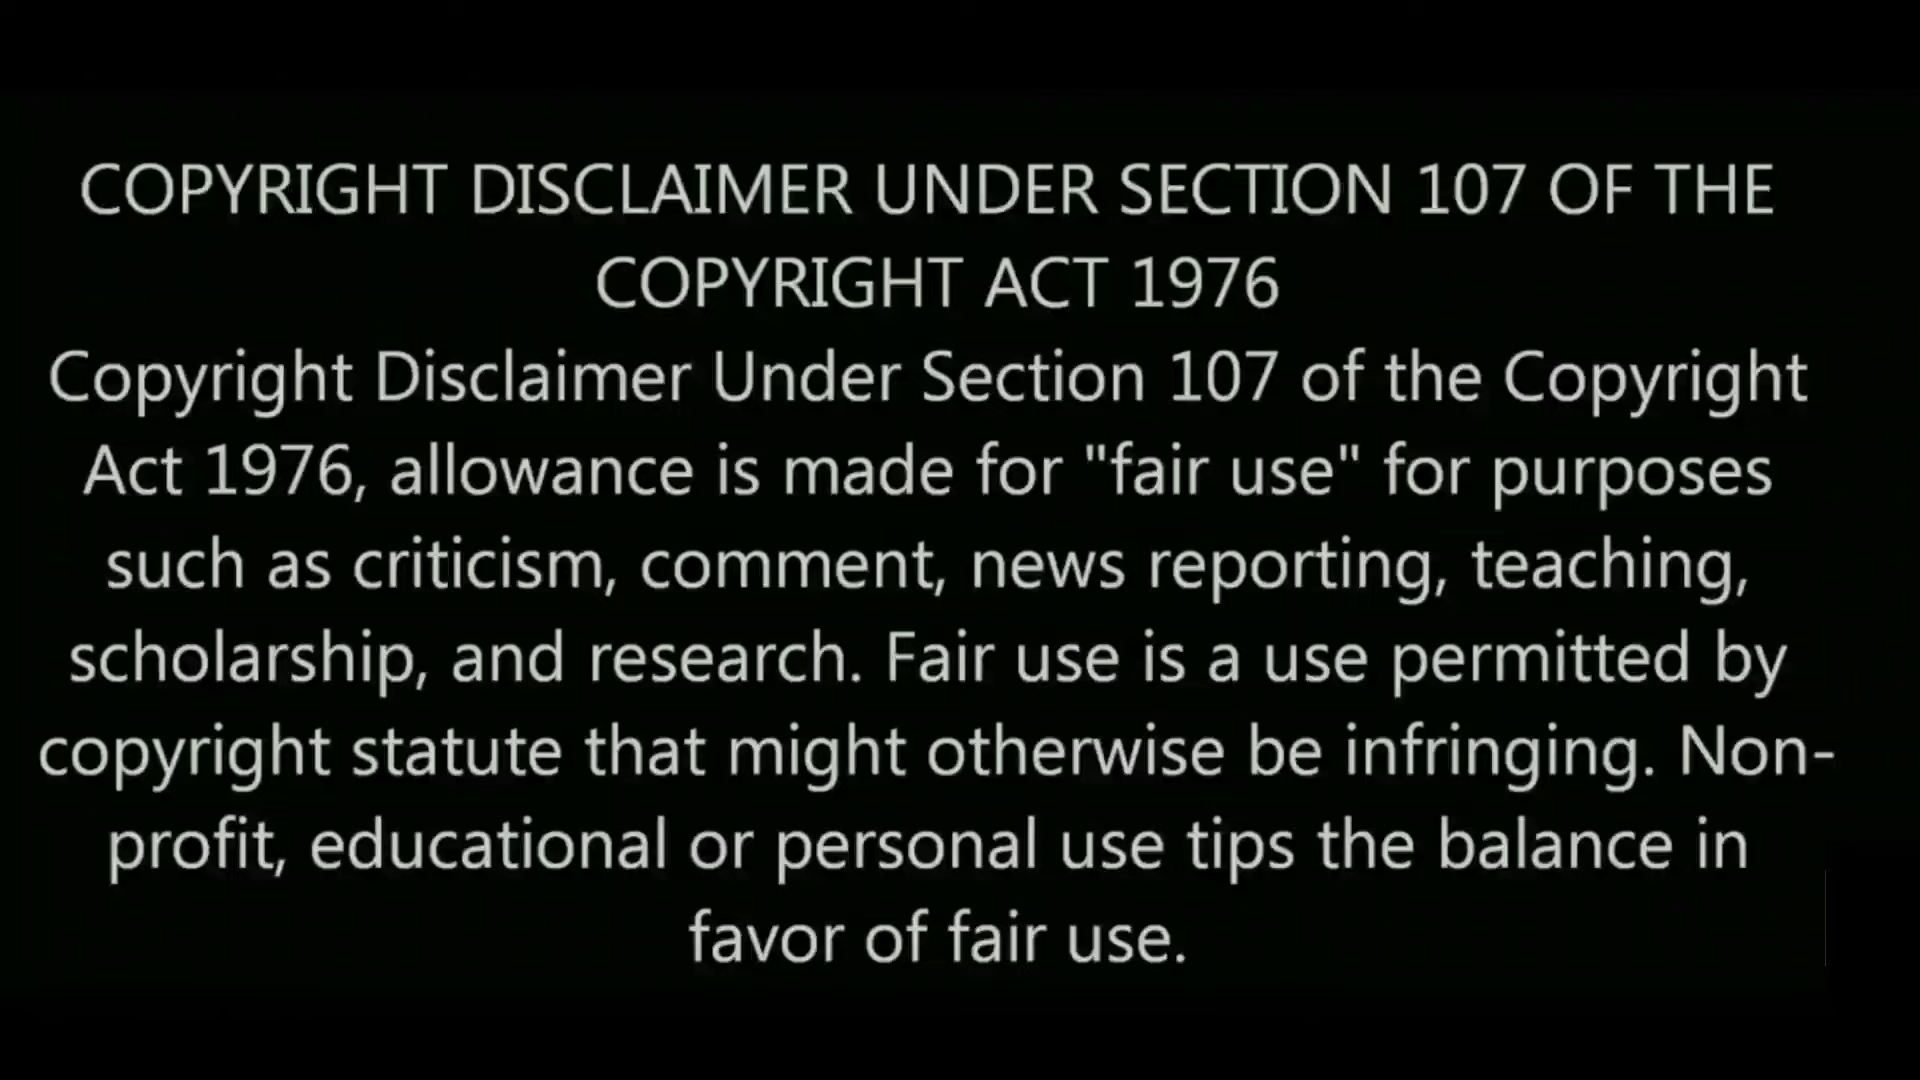 COPYRIGHT DISCLAIMER UNDER SECTION 107 OF THE
COPYRIGHT ACT 1976
Copyright Disclaimer Under Section 107 of the Copyright
Act 1976, allowance is made for "fair use" for purposes
such as criticism, comment, news reporting, teaching,
scholarship, and research. Fair use is a use permitted by
copyright statute that might otherwise be infringing. Non-
profit, educational or personal use tips the balance in
favor of fair use.